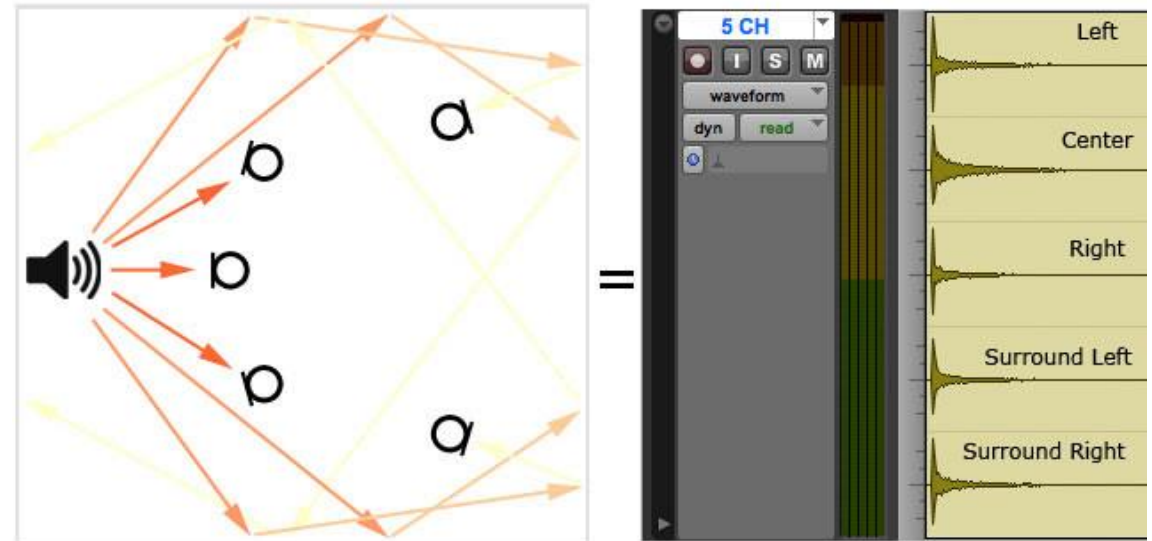 =
5 CH
I S M
waveform
dyn read
Left
Center
Right
Surround Left
Surround Right